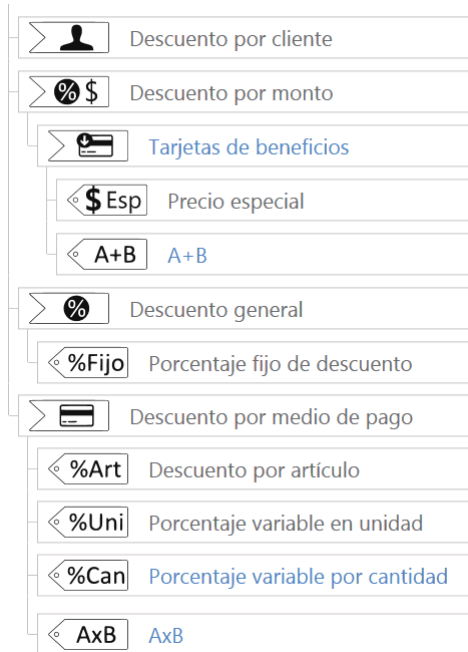 Descuento por cliente
% $ Descuento por monto
Tarjetas de beneficios
$ Esp Precio especial
A+B A+B
% Descuento general
%Fijo Porcentaje fijo de descuento
Descuento por medio de pago
%Art Descuento por artículo
%Uni Porcentaje variable en unidad
%Can Porcentaje variable por cantidad
AxB AxB